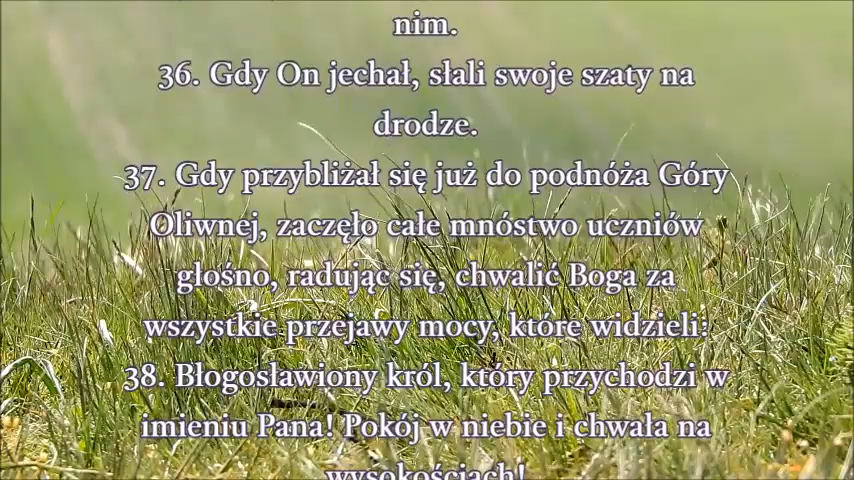 nim.
36. Gdy On jechał, słali swoje szaty na
drodze.
37. Gdy przybliżał się już do podnóża Góry
Oliwnej, zaczęło całe mnóstwo uczniów
głośno, radując się, chwalić Boga za
wszystkie przejawy mocy, które widzieli:
38. Błogosławiony król, który przychodzi w
imieniu Pana! Pokój w niebie i chwała na
wysokościach!